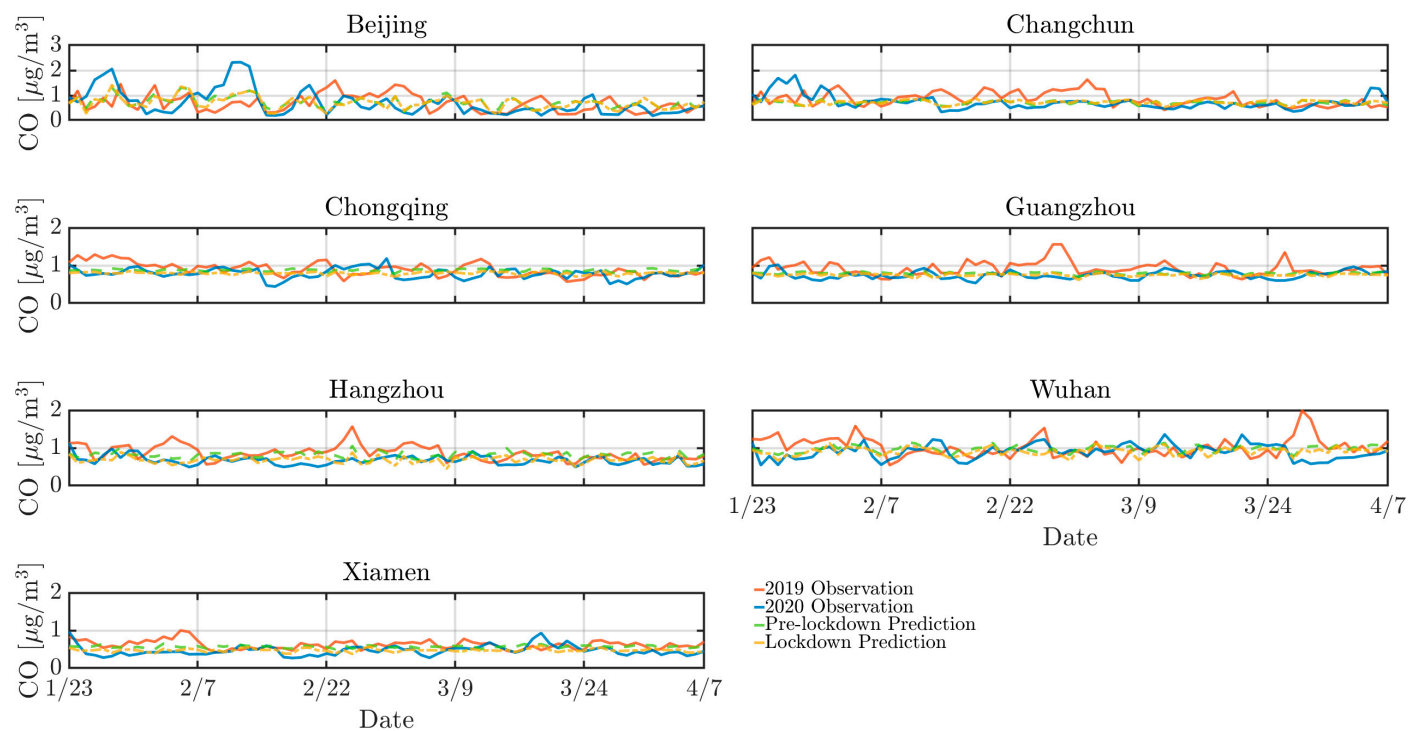 Beijing
Changchun
CO [μg/m³]
3
2
1
0
Chongqing
Guangzhou
CO [μg/m³]
2
1
0
Hangzhou
Wuhan
CO [μg/m³]
2
1
0
1/23 2/7 2/22 3/9 3/24 4/7
Date
Xiamen
CO [μg/m³]
2
1
0
1/23 2/7 2/22 3/9 3/24 4/7
Date
2019 Observation
2020 Observation
Pre-lockdown Prediction
Lockdown Prediction